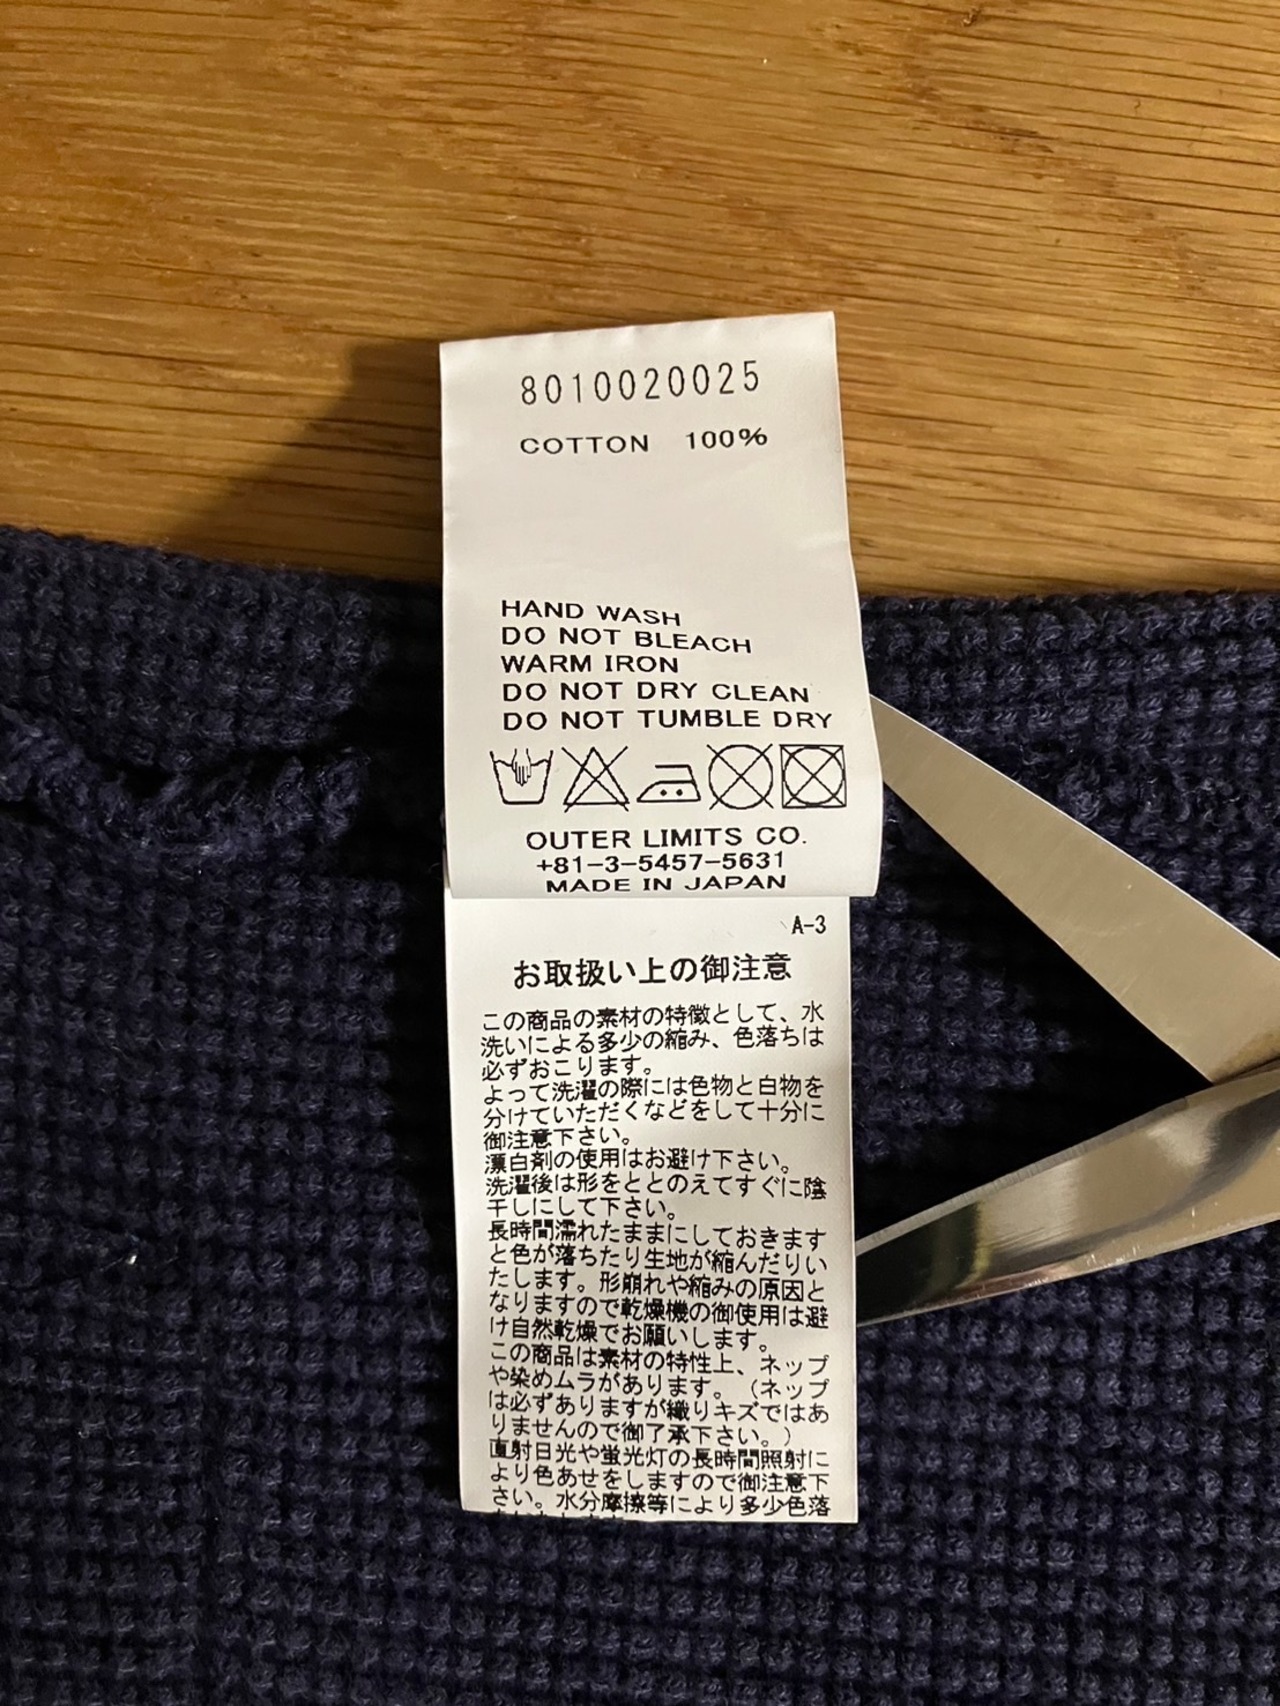 8010020025
COTTON 100%
HAND WASH
DO NOT BLEACH
WARM IRON
DO NOT DRY CLEAN
DO NOT TUMBLE DRY
OUTER LIMITS CO.
+81-3-5457-5631
MADE IN JAPAN
A-3
お取扱い上の御注意
この商品の素材の特徴として、水
洗いによる多少の縮み、色落ちは
必ずおこります。
よって洗濯の際には色物と白物を
分けていただくなどをして十分に
御注意下さい。
漂白剤の使用はお避け下さい。
洗濯後は形をととのえてすぐに陰
干しにして下さい。
長時間濡れたままにしておきます
と色が落ちたり生地が縮んだりい
たします。形崩れや縮みの原因と
なりますので乾燥機の御使用は避
け自然乾燥でお願いします。
この商品は素材の特性上、ネップ
や染めムラがあります。（ネップ
は必ずありますが織りキズではあ
りませんので御了承下さい。）
直射日光や蛍光灯の長時間照射に
より色あせをしますので御注意下
さい。水分摩擦等により多少色落